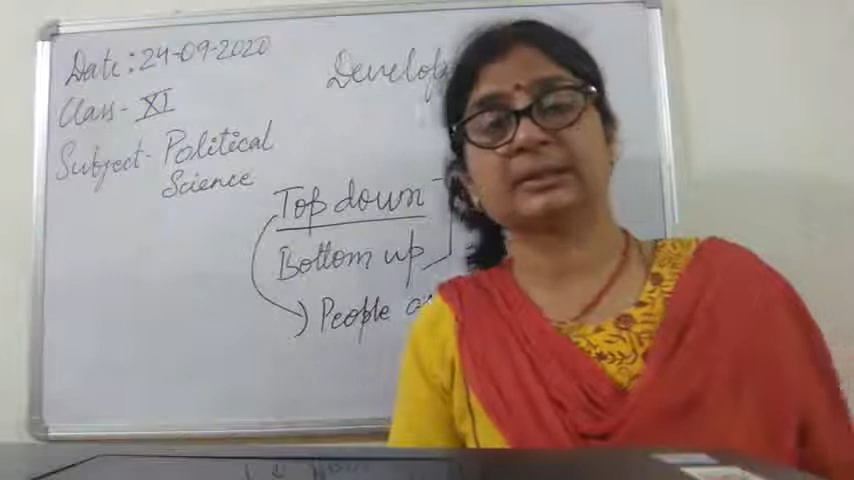 Date: 24-09-2020
Class- XI
Subject- Political
Science
Top down
Bottom up
People